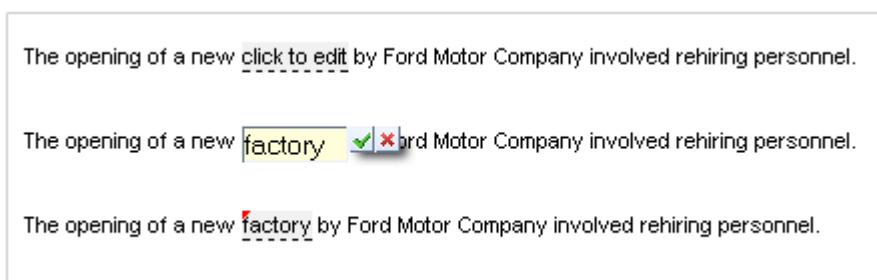 The opening of a new click to edit by Ford Motor Company involved rehiring personnel.
The opening of a new factory ord Motor Company involved rehiring personnel.
The opening of a new factory by Ford Motor Company involved rehiring personnel.